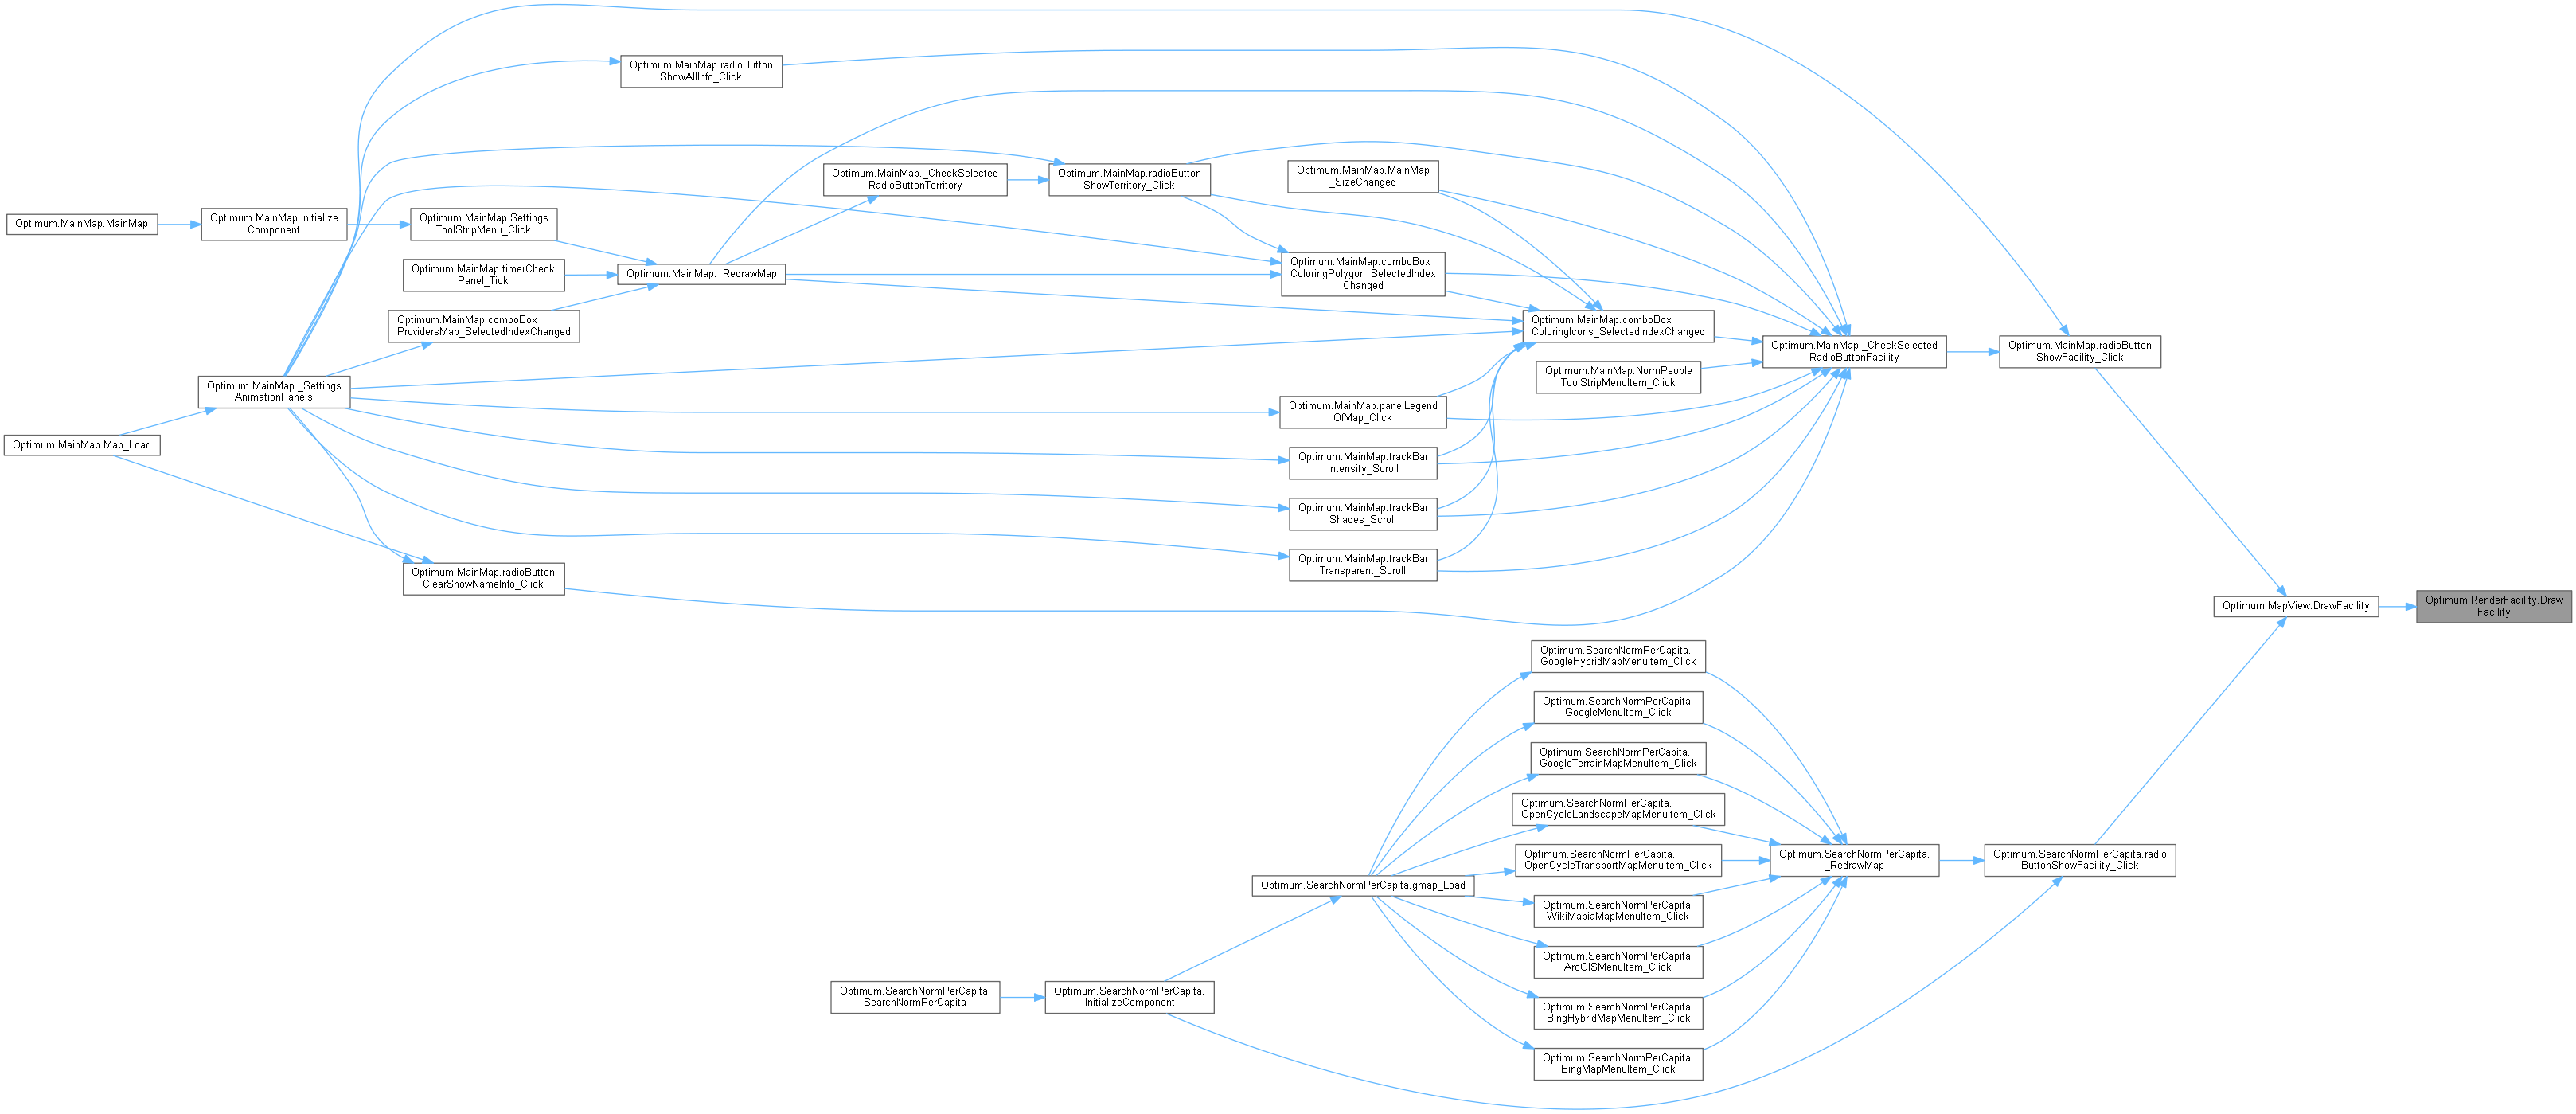 Optimum.MainMap.radioButton
ShowAllInfo_Click
Optimum.MainMap._CheckSelected
RadioButtonTerritory
Optimum.MainMap.radioButton
ShowTerritory_Click
Optimum.MainMap.MainMap
_SizeChanged
Optimum.MainMap.MainMap
Optimum.MainMap.Initialize
Component
Optimum.MainMap.Settings
ToolStripMenu_Click
Optimum.MainMap.timerCheck
Panel_Tick
Optimum.MainMap._RedrawMap
Optimum.MainMap.comboBox
ColoringPolygon_SelectedIndex
Changed
Optimum.MainMap.comboBox
ProvidersMap_SelectedIndexChanged
Optimum.MainMap.comboBox
ColoringIcons_SelectedIndexChanged
Optimum.MainMap._CheckSelected
RadioButtonFacility
Optimum.MainMap.radioButton
ShowFacility_Click
Optimum.MainMap.NormPeople
ToolStripMenuItem_Click
Optimum.MainMap._Settings
AnimationPanels
Optimum.MainMap.panelLegend
OfMap_Click
Optimum.MainMap.Map_Load
Optimum.MainMap.trackBar
Intensity_Scroll
Optimum.MainMap.trackBar
Shades_Scroll
Optimum.MainMap.trackBar
Transparent_Scroll
Optimum.MainMap.radioButton
ClearShowNameInfo_Click
Optimum.MapView.DrawFacility
Optimum.RenderFacility.Draw
Facility
Optimum.SearchNormPerCapita.
GoogleHybridMapMenuItem_Click
Optimum.SearchNormPerCapita.
GoogleMenuItem_Click
Optimum.SearchNormPerCapita.
GoogleTerrainMapMenuItem_Click
Optimum.SearchNormPerCapita.
OpenCycleLandscapeMapMenuItem_Click
Optimum.SearchNormPerCapita.
OpenCycleTransportMapMenuItem_Click
Optimum.SearchNormPerCapita.
_RedrawMap
Optimum.SearchNormPerCapita.radio
ButtonShowFacility_Click
Optimum.SearchNormPerCapita.gmap_Load
Optimum.SearchNormPerCapita.
WikiMapiaMapMenuItem_Click
Optimum.SearchNormPerCapita.
ArcGISMenuItem_Click
Optimum.SearchNormPerCapita.
SearchNormPerCapita
Optimum.SearchNormPerCapita.
InitializeComponent
Optimum.SearchNormPerCapita.
BingHybridMapMenuItem_Click
Optimum.SearchNormPerCapita.
BingMapMenuItem_Click